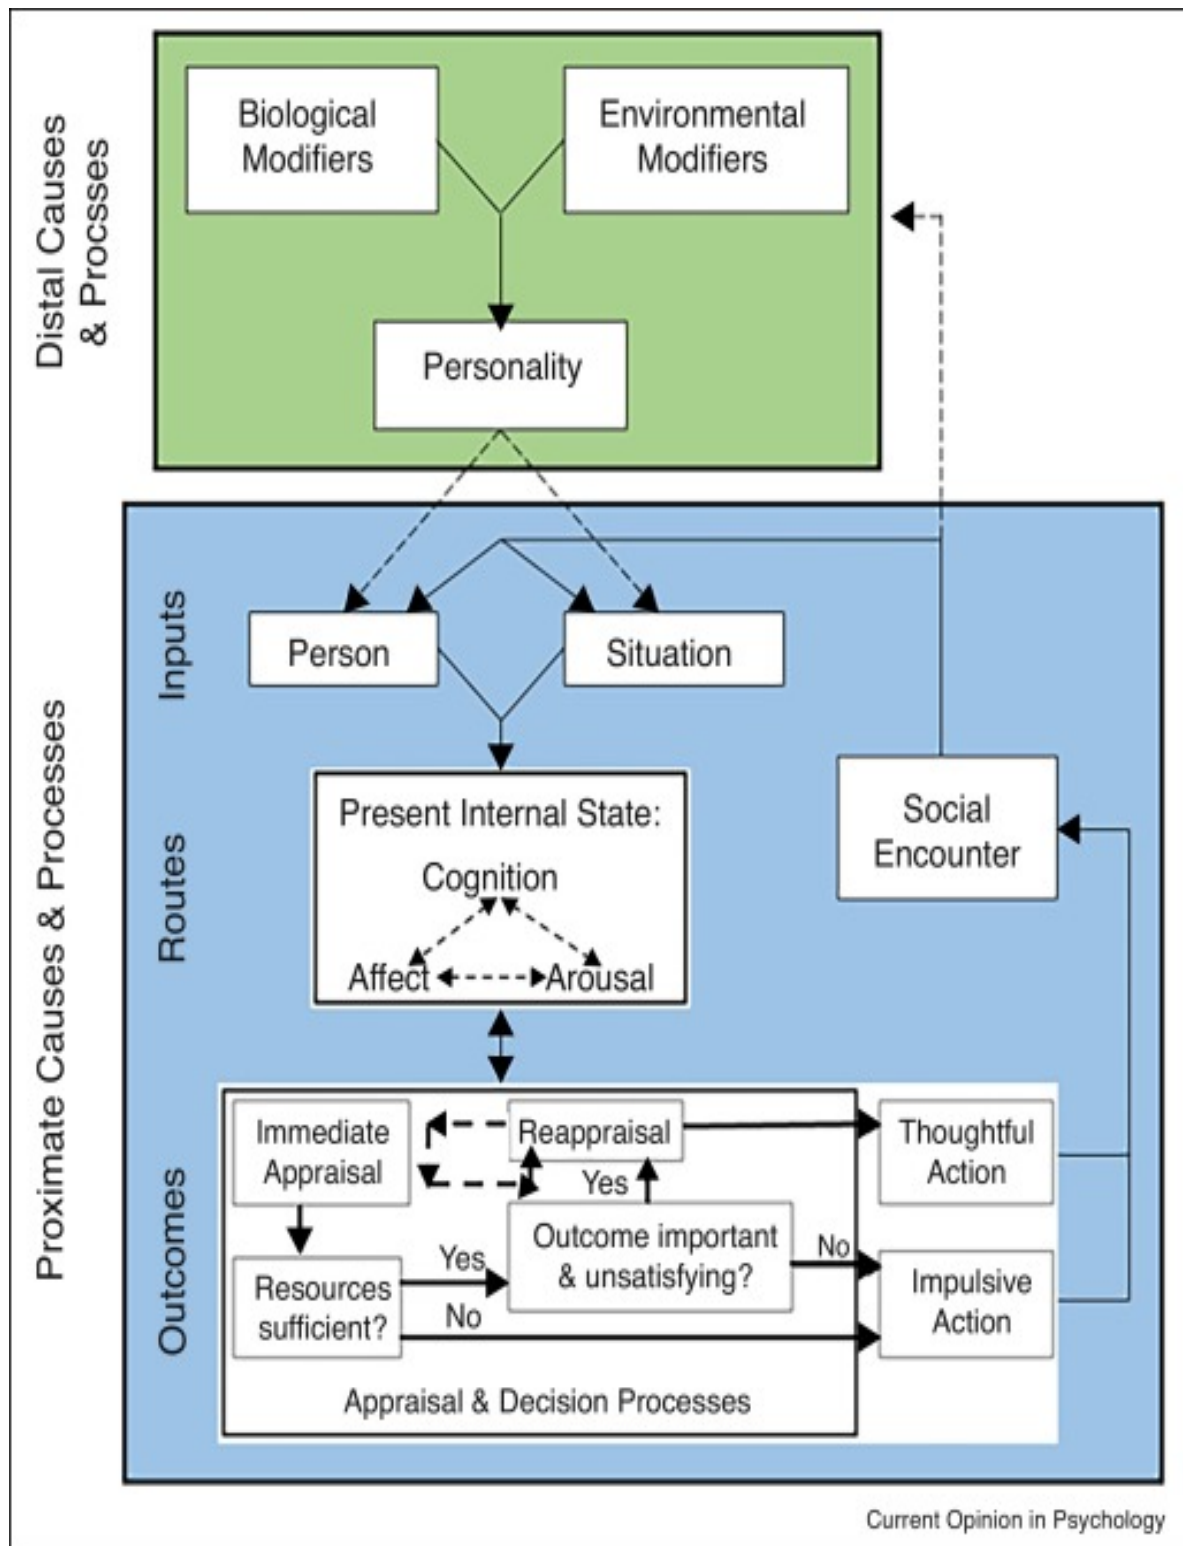 Distal Causes
& Procsses
Biological
Modifiers
Environmental
Modifiers
Personality
Proximate Causes & Processes
Inputs
Person
Situation
Routes
Present Internal State:
Cognition
Affect
Arousal
Social
Encounter
Outcomes
Immediate
Appraisal
Reappraisal
Thoughtful
Action
Yes
Outcome important
& unsatisfying?
No
Resources
sufficient?
Yes
No
Impulsive
Action
Appraisal & Decision Processes
Current Opinion in Psychology